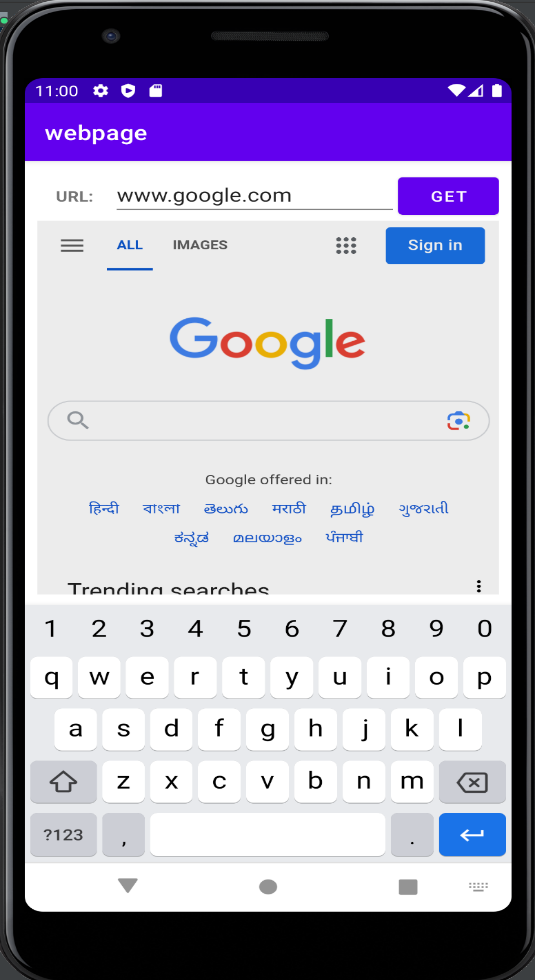 11:00
webpage
URL: www.google.com GET
ALL IMAGES Sign in
Google
Google offered in:
हिन्दी বাংলা తెలుగు मराठी தமிழ் ગુજરાતી
ಕನ್ನಡ മലയാളം ਪੰਜਾਬੀ
Trending searches
1 2 3 4 5 6 7 8 9 0
q w e r t y u i o p
a s d f g h j k l
z x c v b n m
?123 , .